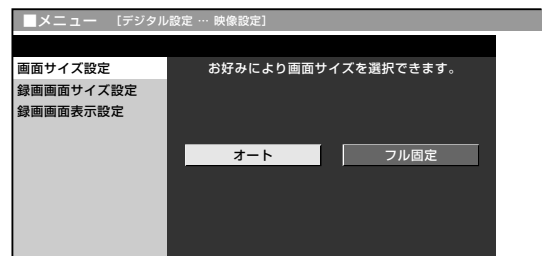 ■メニュー [デジタル設定 … 映像設定]
画面サイズ設定
録画画面サイズ設定
録画画面表示設定
お好みにより画面サイズを選択できます。
オート
フル固定